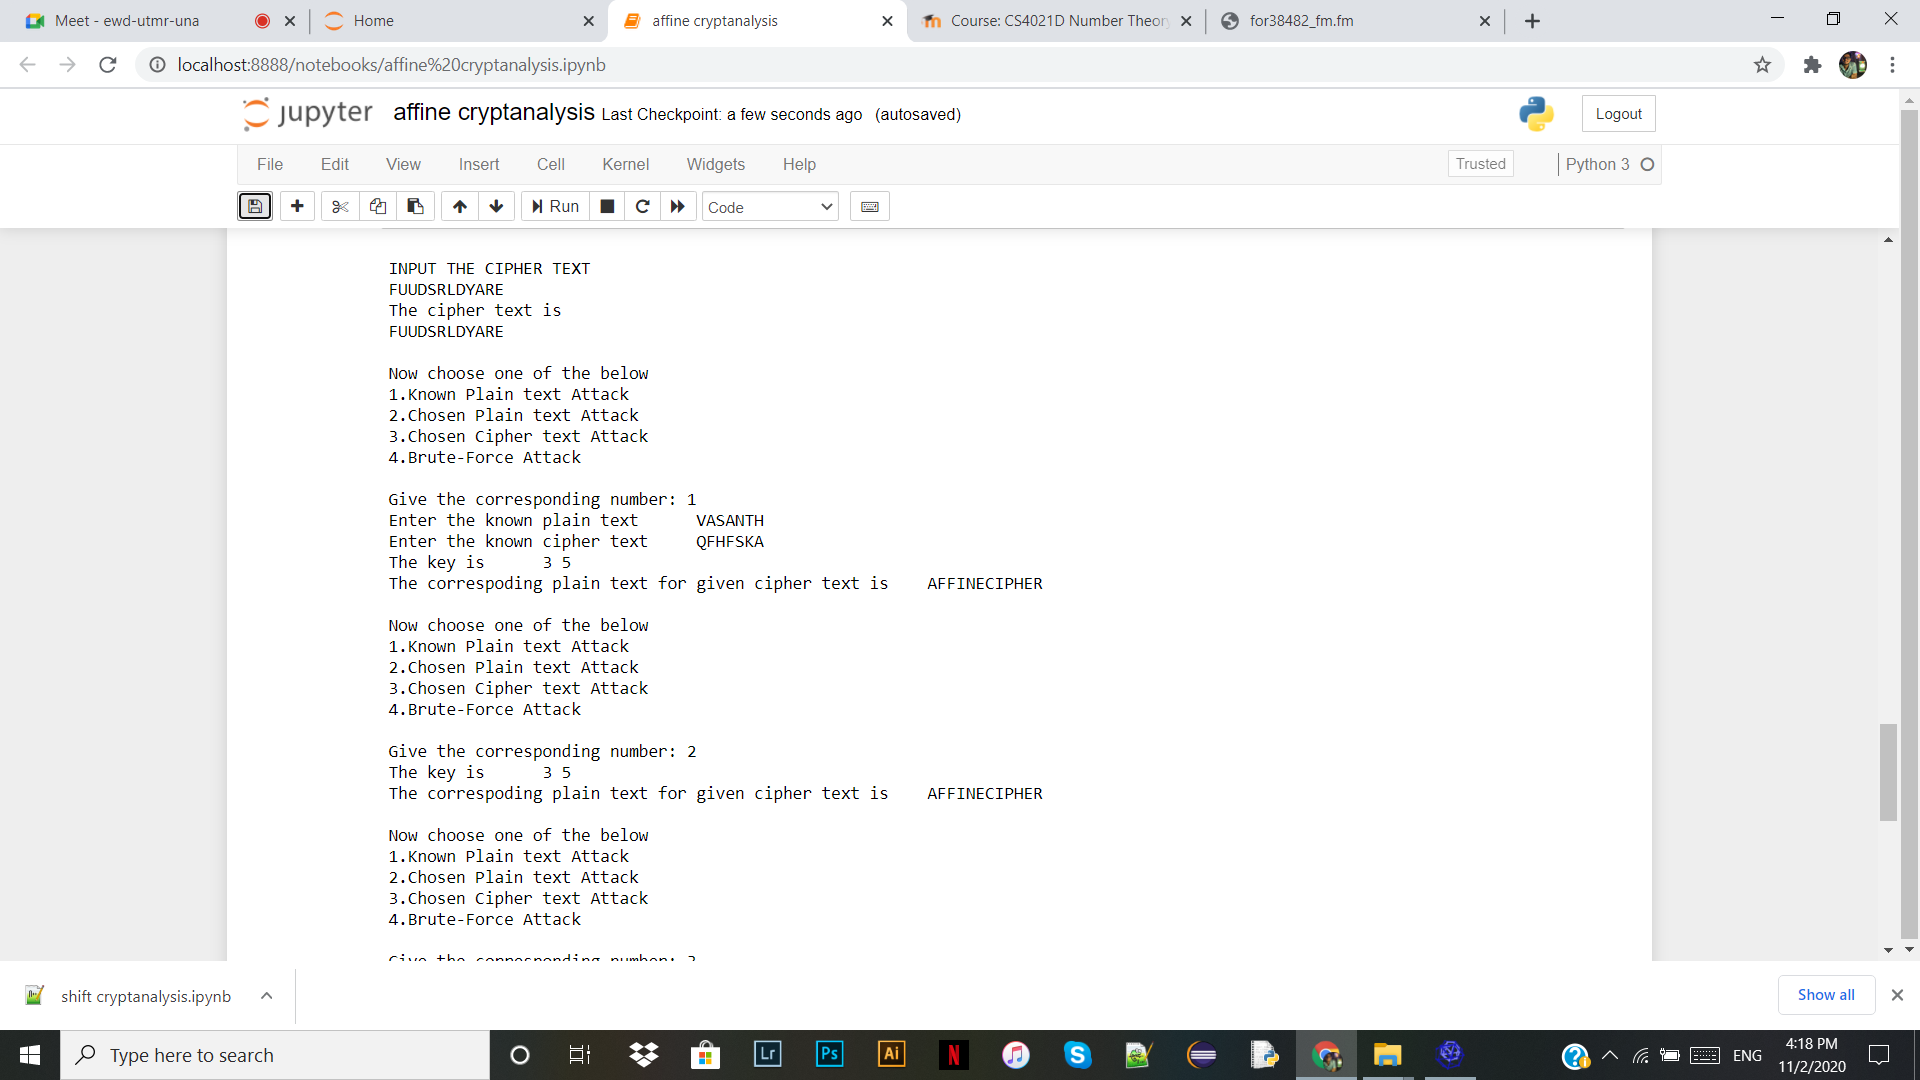 Meet - ewd-utmr-una
Home
affine cryptanalysis
Course: CS4021D Number Theory
for38482_fm.fm
localhost:8888/notebooks/affine%20cryptanalysis.ipynb
jupyter affine cryptanalysis Last Checkpoint: a few seconds ago (autosaved)
Logout
File Edit View Insert Cell Kernel Widgets Help
Trusted
Python 3
Run
Code
INPUT THE CIPHER TEXT
FUUDSRLDYARE
The cipher text is
FUUDSRLDYARE
Now choose one of the below
1.Known Plain text Attack
2.Chosen Plain text Attack
3.Chosen Cipher text Attack
4.Brute-Force Attack
Give the corresponding number: 1
Enter the known plain text VASANTH
Enter the known cipher text QFHFSKA
The key is 3 5
The correspoding plain text for given cipher text is AFFINECIPHER
Now choose one of the below
1.Known Plain text Attack
2.Chosen Plain text Attack
3.Chosen Cipher text Attack
4.Brute-Force Attack
Give the corresponding number: 2
The key is 3 5
The correspoding plain text for given cipher text is AFFINECIPHER
Now choose one of the below
1.Known Plain text Attack
2.Chosen Plain text Attack
3.Chosen Cipher text Attack
4.Brute-Force Attack
Give the corresponding number:
shift cryptanalysis.ipynb
Show all
Type here to search
Lr
Ps
Ai
N
S
ENG
4:18 PM
11/2/2020